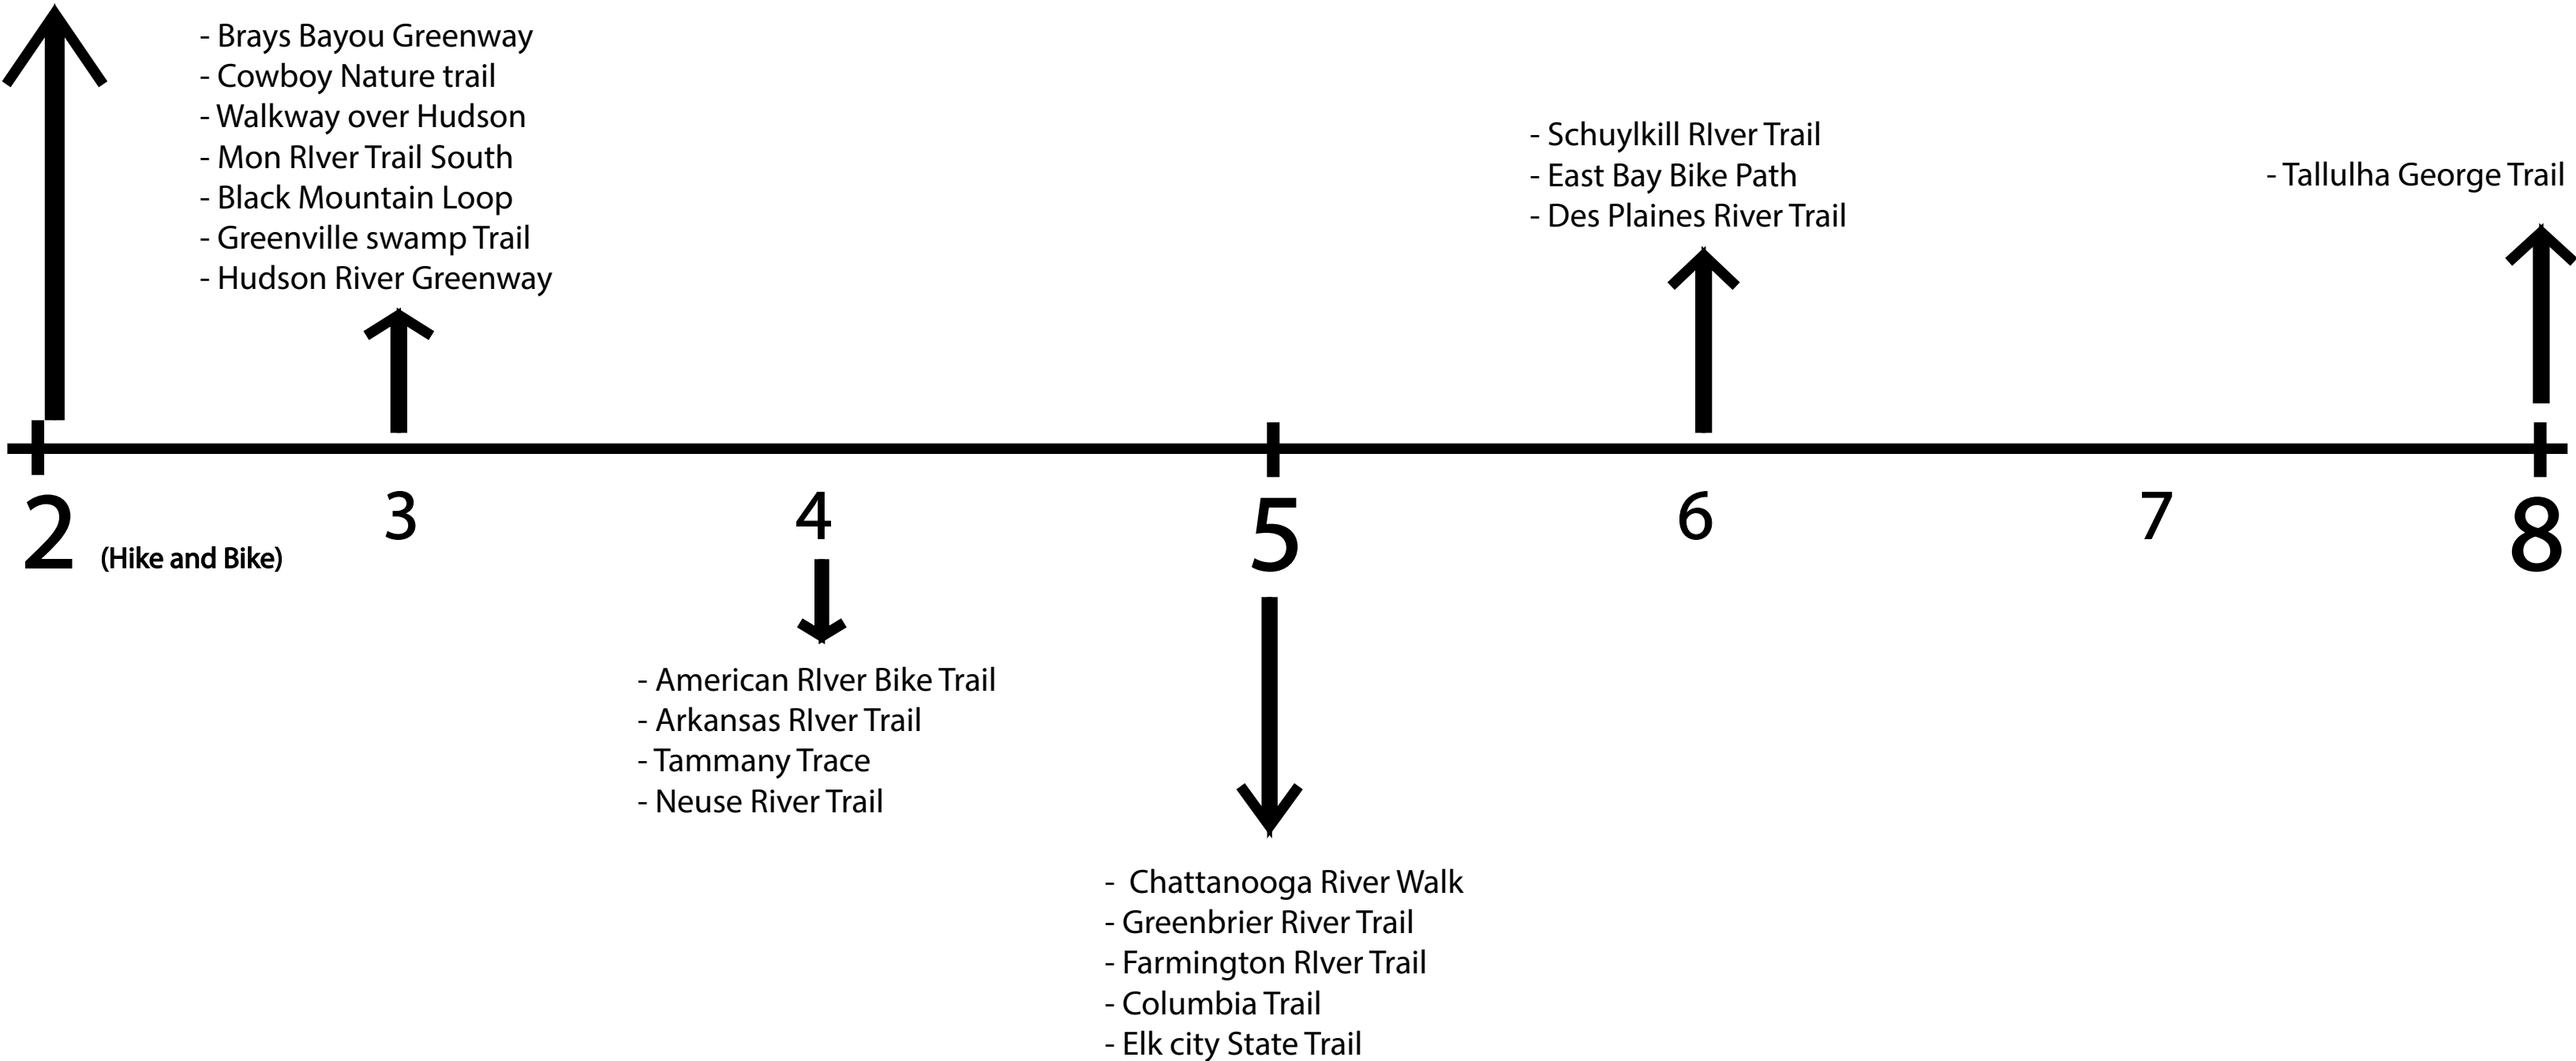 - Brays Bayou Greenway
- Cowboy Nature trail
- Walkway over Hudson
- Mon RIver Trail South
- Black Mountain Loop
- Greenville swamp Trail
- Hudson River Greenway
- Schuylkill RIver Trail
- East Bay Bike Path
- Des Plaines River Trail
- Tallulha George Trail
2 (Hike and Bike) 3 4 5 6 7 8
- American RIver Bike Trail
- Arkansas RIver Trail
- Tammany Trace
- Neuse River Trail
- Chattanooga River Walk
- Greenbrier River Trail
- Farmington RIver Trail
- Columbia Trail
- Elk city State Trail